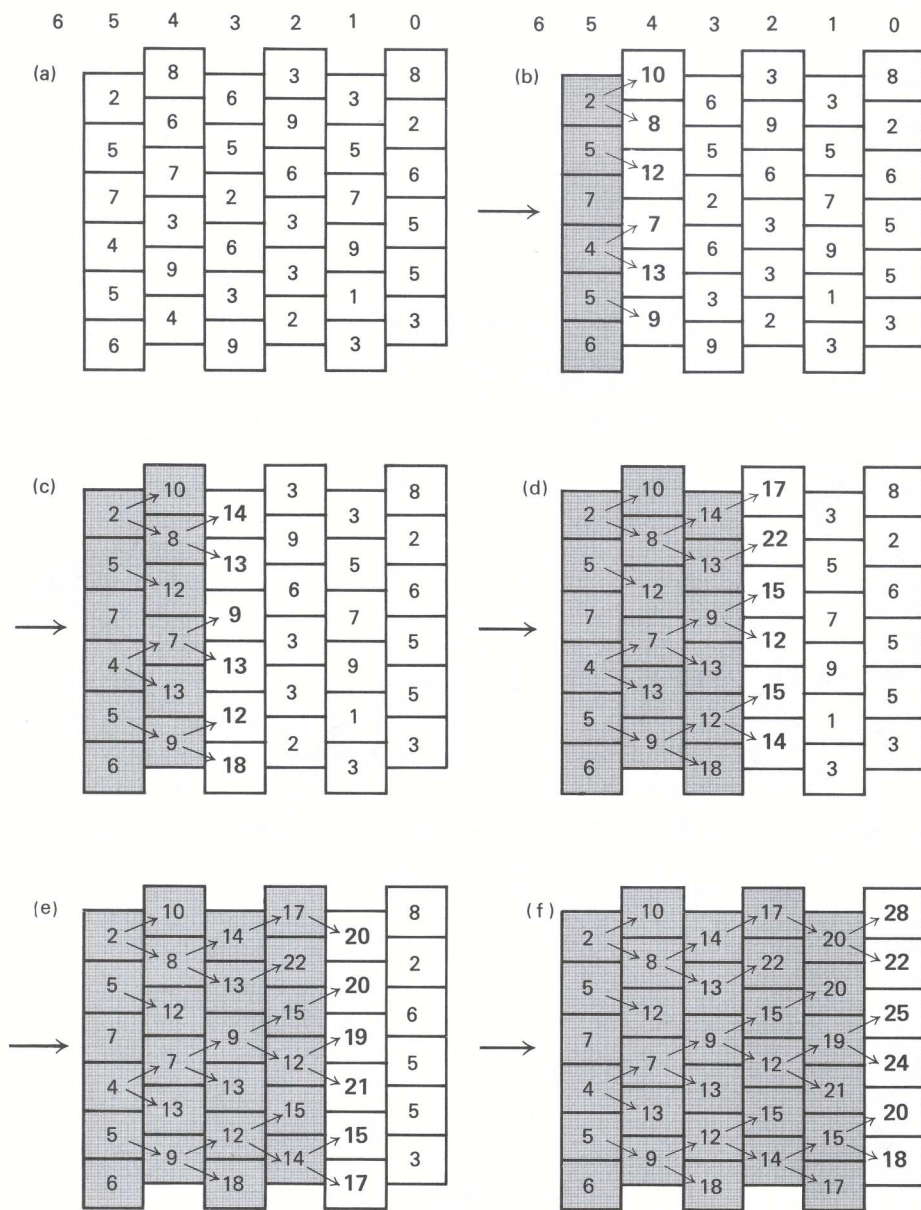 6 5 4 3 2 1 0
(a) 8 3 8
2 6 3
6 9 2
5 5 5
7 6 6
7 2 7
3 3 5
4 6 9
9 3 5
5 3 1
4 2 3
6 9 3
6 5 4 3 2 1 0
(b) 10 3 8
2 6 3
8 9 2
5 5 5
12 6 6
7 2 7
7 3 5
4 6 9
13 3 5
5 3 1
9 2 3
6 9 3
(c) 10 3 8
2 14 3
8 9 2
5 13 5
12 6 6
7 9 7
7 3 5
4 13 9
13 3 5
5 12 1
9 2 3
6 18 3
(d) 10 17 8
2 14 3
8 22 2
5 13 5
12 15 6
7 9 7
7 12 5
4 13 9
13 15 5
5 12 1
9 14 3
6 18 3
(e) 10 17 8
2 14 20
8 22 2
5 13 20
12 15 6
7 9 19
7 12 5
4 13 21
13 15 5
5 12 15
9 14 3
6 18 17
(f) 10 17 28
2 14 20
8 22 22
5 13 20
12 15 25
7 9 19
7 12 24
4 13 21
13 15 20
5 12 15
9 14 18
6 18 17